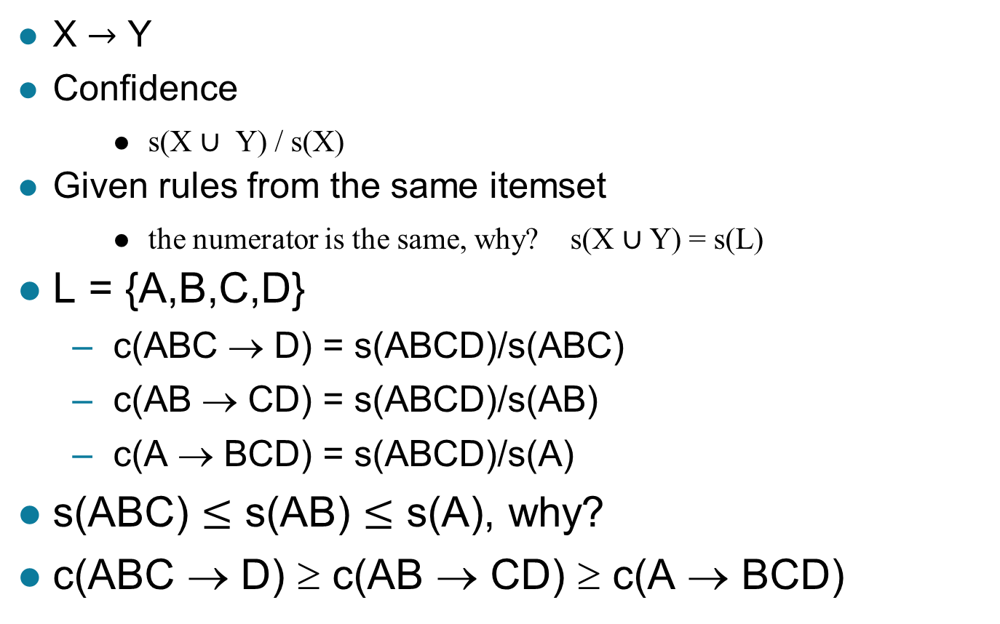 ● X → Y
● Confidence
● s(X ∪ Y) / s(X)
● Given rules from the same itemset
● the numerator is the same, why? s(X ∪ Y) = s(L)
● L = {A,B,C,D}
– c(ABC → D) = s(ABCD)/s(ABC)
– c(AB → CD) = s(ABCD)/s(AB)
– c(A → BCD) = s(ABCD)/s(A)
● s(ABC) ≤ s(AB) ≤ s(A), why?
● c(ABC → D) ≥ c(AB → CD) ≥ c(A → BCD)